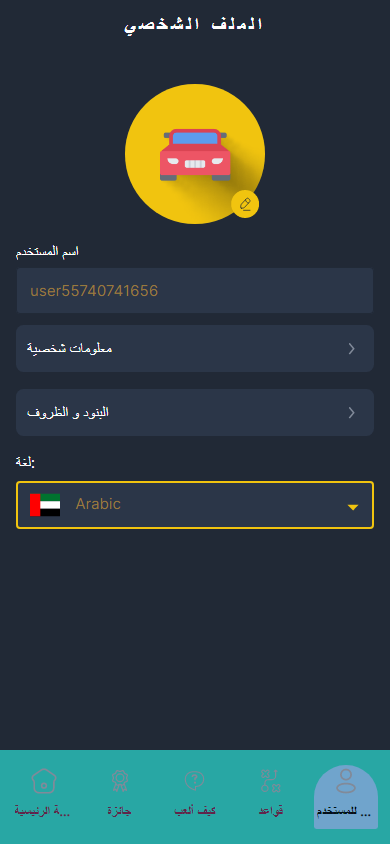 الملف الشخصي
اسم المستخدم
user55740741656
معلومات شخصية
البنود و الظروف
لغة:
Arabic
ة الرئيسية...
جائزة
كيف ألعب
قواعد
للمستخدم ...